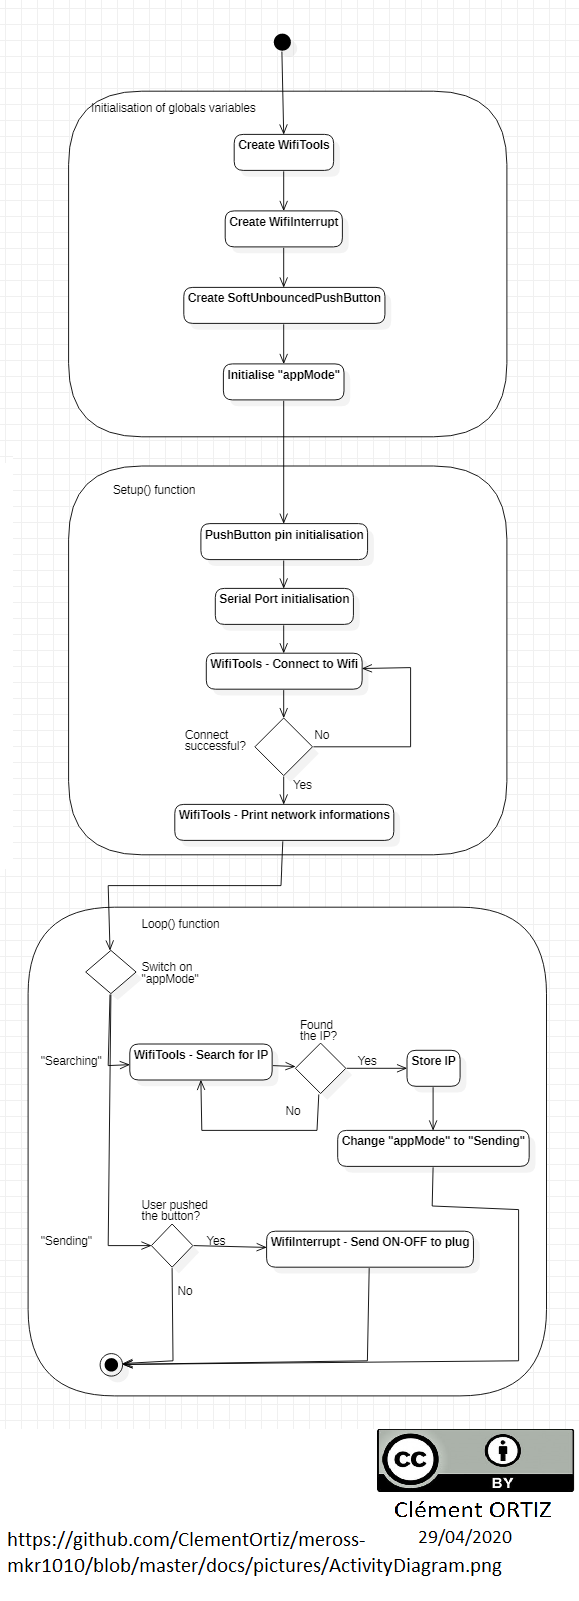 Initialisation of globals variables
Create WifiTools
Create WifiInterrupt
Create SoftUnbouncedPushButton
Initialise "appMode"
Setup() function
PushButton pin initialisation
Serial Port initialisation
WifiTools - Connect to Wifi
Connect
successful?
No
Yes
WifiTools - Print network informations
Loop() function
Switch on
"appMode"
Found
the IP?
"Searching"
WifiTools - Search for IP
Yes
Store IP
No
Change "appMode" to "Sending"
User pushed
the button?
"Sending"
Yes
WifiInterrupt - Send ON-OFF to plug
No
CC
BY
Clément ORTIZ
29/04/2020
https://github.com/ClementOrtiz/meross-
mkr1010/blob/master/docs/pictures/ActivityDiagram.png